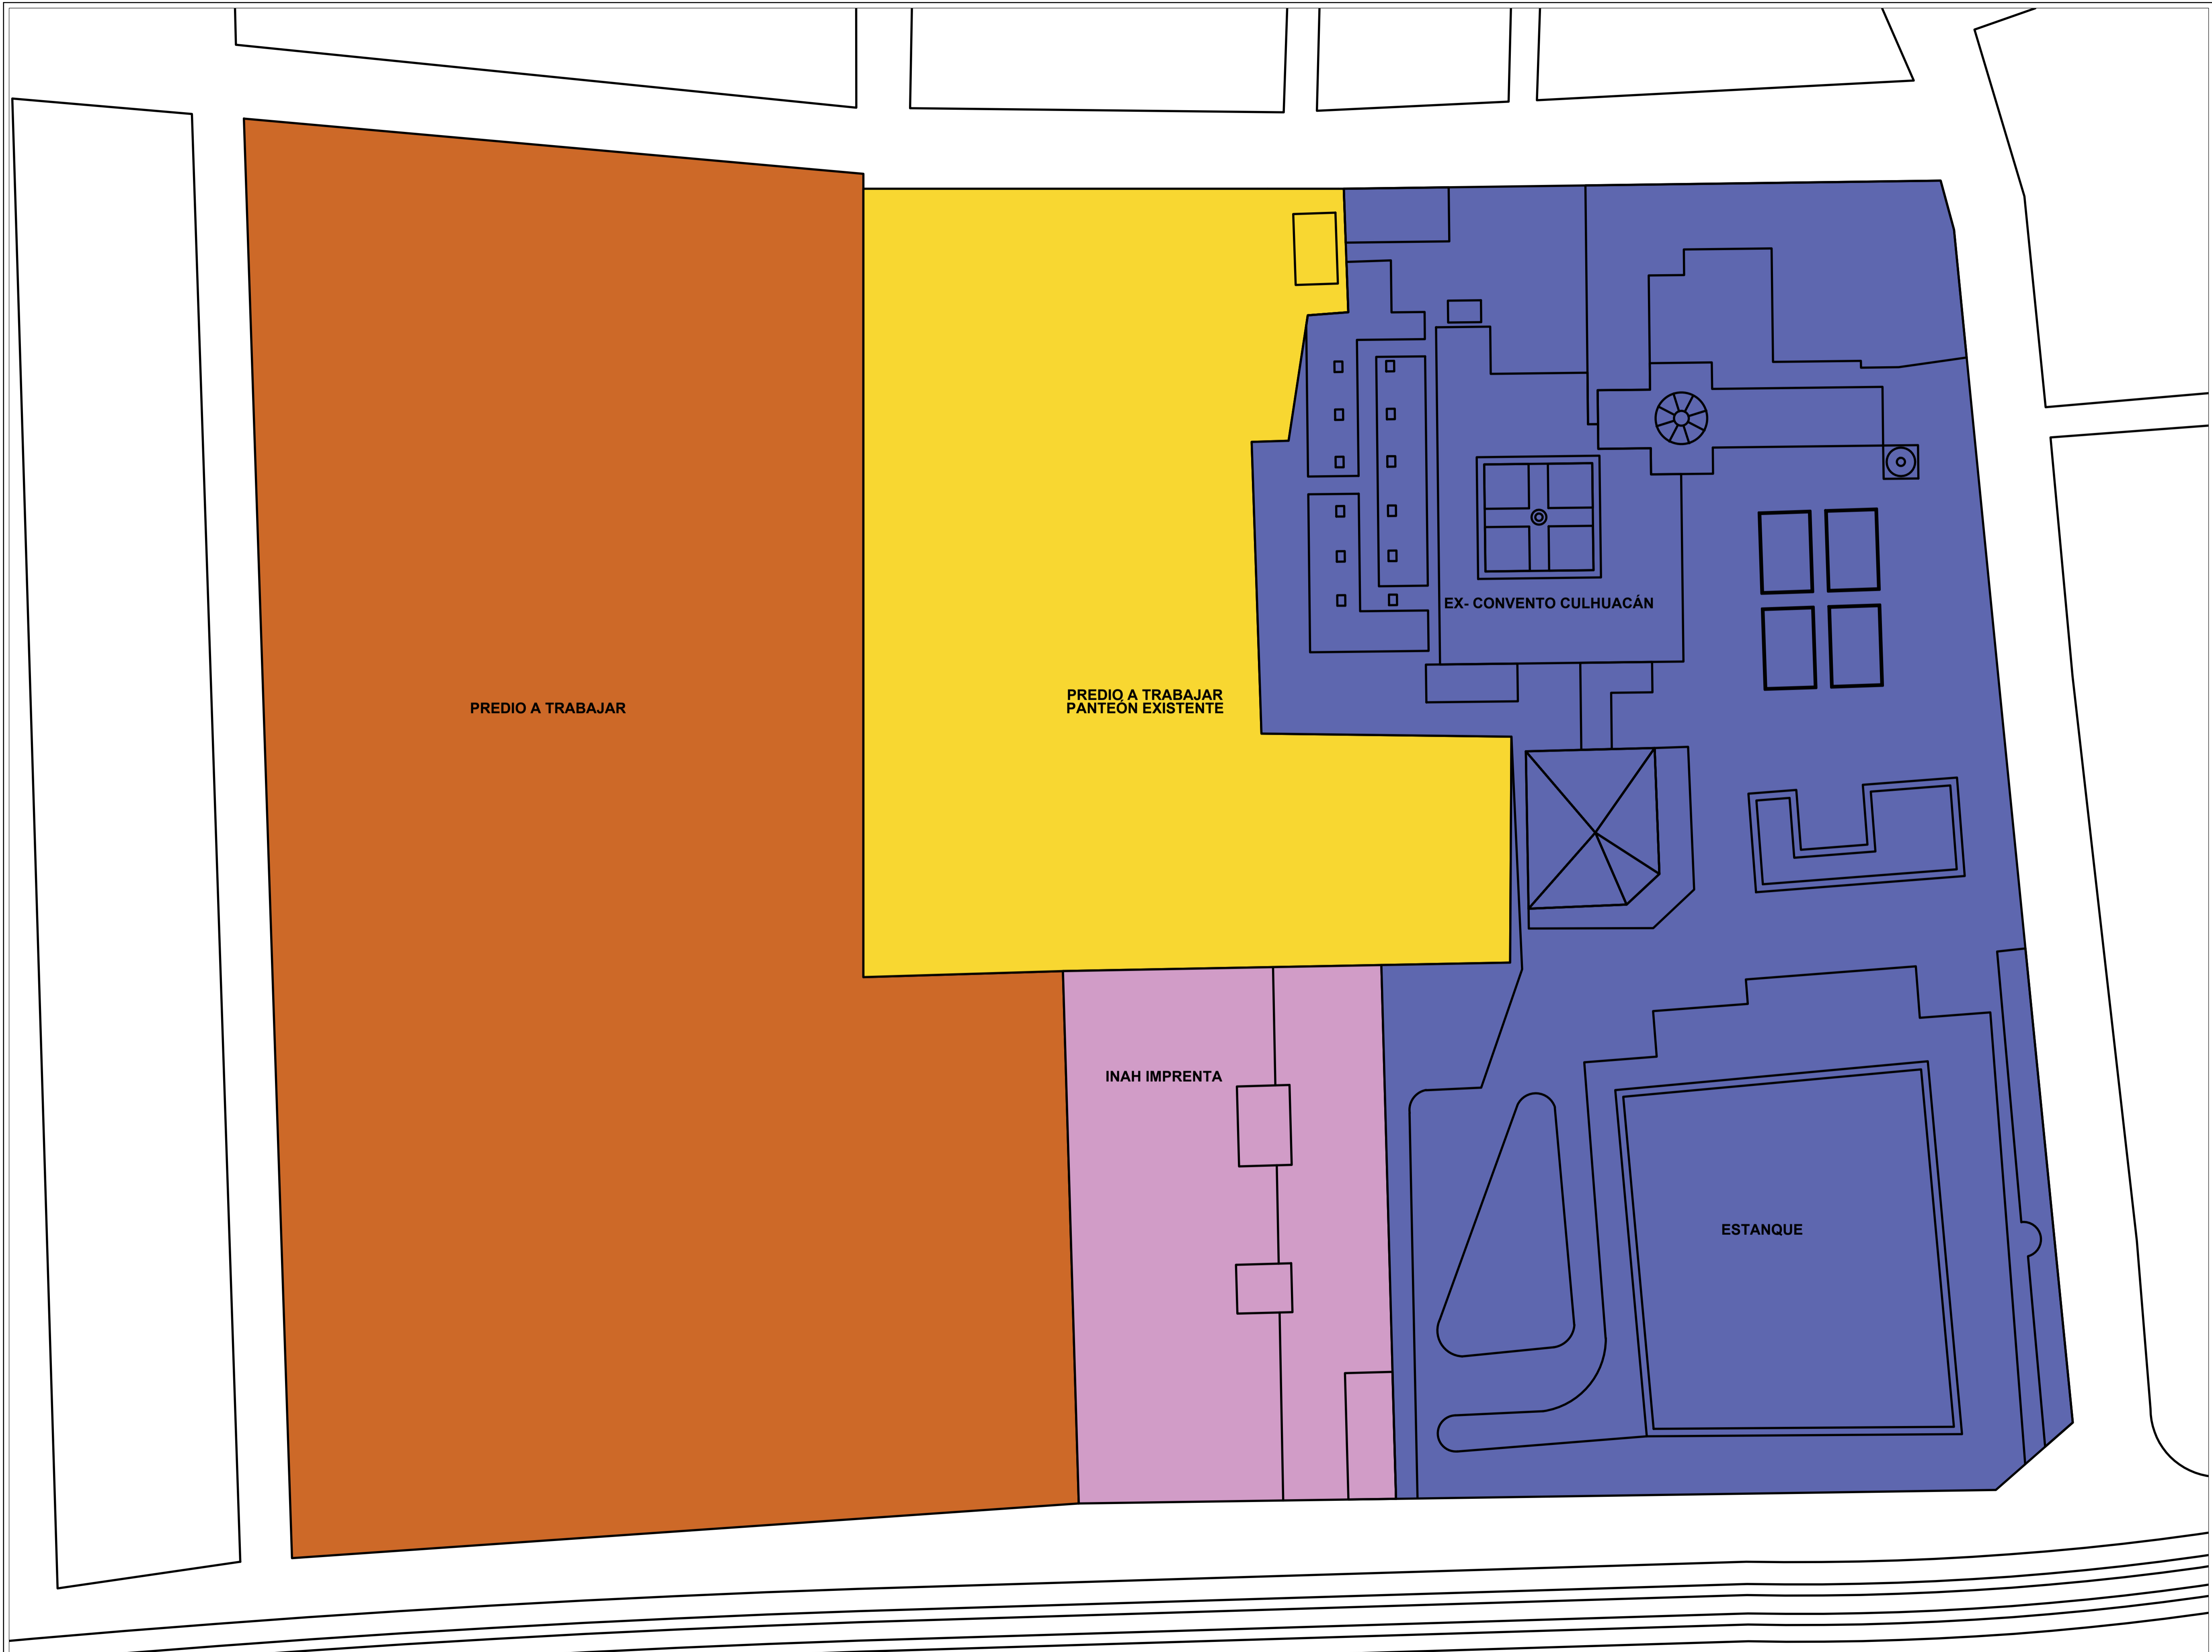 EX- CONVENTO CULHUACÁN
PREDIO A TRABAJAR
PREDIO A TRABAJAR
PANTEÓN EXISTENTE
INAH IMPRENTA
ESTANQUE